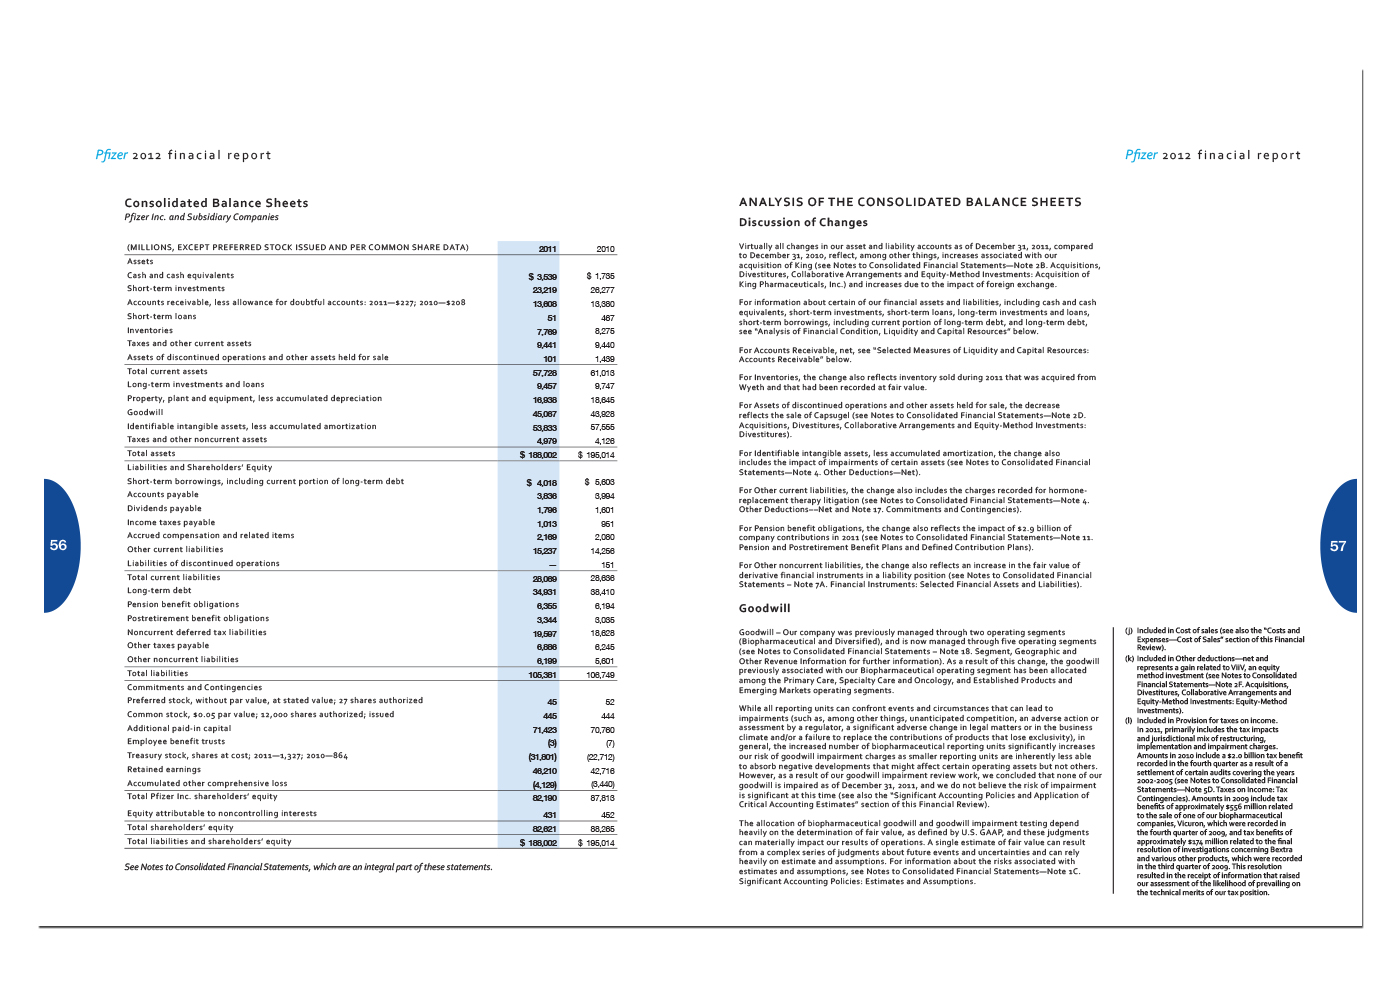 Pfizer 2012 finacial report
Consolidated Balance Sheets
Pfizer Inc. and Subsidiary Companies
(MILLIONS, EXCEPT PREFERRED STOCK ISSUED AND PER COMMON SHARE DATA) 2011 2010
Assets
Cash and cash equivalents $ 3,539 $ 1,735
Short-term investments 23,219 26,277
Accounts receivable, less allowance for doubtful accounts: 2011—$227; 2010—$208 13,608 13,380
Short-term loans 51 467
Inventories 7,769 8,275
Taxes and other current assets 9,441 9,440
Assets of discontinued operations and other assets held for sale 101 1,439
Total current assets 57,728 61,013
Long-term investments and loans 9,457 9,747
Property, plant and equipment, less accumulated depreciation 16,938 18,645
Goodwill 45,067 43,928
Identifiable intangible assets, less accumulated amortization 53,833 57,555
Taxes and other noncurrent assets 4,979 4,126
Total assets $ 188,002 $ 195,014
Liabilities and Shareholders' Equity
Short-term borrowings, including current portion of long-term debt $ 4,018 $ 5,603
Accounts payable 3,836 3,994
Dividends payable 1,796 1,601
Income taxes payable 1,013 951
Accrued compensation and related items 2,169 2,080
Other current liabilities 15,237 14,256
Liabilities of discontinued operations — 151
Total current liabilities 28,069 28,636
Long-term debt 34,931 38,410
Pension benefit obligations 6,355 6,194
Postretirement benefit obligations 3,344 3,035
Noncurrent deferred tax liabilities 19,597 18,628
Other taxes payable 6,886 6,245
Other noncurrent liabilities 6,199 5,601
Total liabilities 105,381 106,749
Commitments and Contingencies
Preferred stock, without par value, at stated value; 27 shares authorized 45 52
Common stock, $0.05 par value; 12,000 shares authorized; issued 445 444
Additional paid-in capital 71,423 70,760
Employee benefit trusts (3) (7)
Treasury stock, shares at cost; 2011—1,327; 2010—864 (31,801) (22,712)
Retained earnings 46,210 42,716
Accumulated other comprehensive loss (4,129) (3,440)
Total Pfizer Inc. shareholders' equity 82,190 87,813
Equity attributable to noncontrolling interests 431 452
Total shareholders' equity 82,621 88,265
Total liabilities and shareholders' equity $ 188,002 $ 195,014
See Notes to Consolidated Financial Statements, which are an integral part of these statements.
56
Pfizer 2012 finacial report
ANALYSIS OF THE CONSOLIDATED BALANCE SHEETS
Discussion of Changes
Virtually all changes in our asset and liability accounts as of December 31, 2011, compared
to December 31, 2010, reflect, among other things, increases associated with our
acquisition of King (see Notes to Consolidated Financial Statements—Note 2B. Acquisitions,
Divestitures, Collaborative Arrangements and Equity-Method Investments: Acquisition of
King Pharmaceuticals, Inc.) and increases due to the impact of foreign exchange.
For information about certain of our financial assets and liabilities, including cash and cash
equivalents, short-term investments, short-term loans, long-term investments and loans,
short-term borrowings, including current portion of long-term debt, and long-term debt,
see "Analysis of Financial Condition, Liquidity and Capital Resources" below.
For Accounts Receivable, net, see "Selected Measures of Liquidity and Capital Resources:
Accounts Receivable" below.
For Inventories, the change also reflects inventory sold during 2011 that was acquired from
Wyeth and that had been recorded at fair value.
For Assets of discontinued operations and other assets held for sale, the decrease
reflects the sale of Capsugel (see Notes to Consolidated Financial Statements—Note 2D.
Acquisitions, Divestitures, Collaborative Arrangements and Equity-Method Investments:
Divestitures).
For Identifiable intangible assets, less accumulated amortization, the change also
includes the impact of impairments of certain assets (see Notes to Consolidated Financial
Statements—Note 4. Other Deductions—Net).
For Other current liabilities, the change also includes the charges recorded for hormone-
replacement therapy litigation (see Notes to Consolidated Financial Statements—Note 4.
Other Deductions—–Net and Note 17. Commitments and Contingencies).
For Pension benefit obligations, the change also reflects the impact of $2.9 billion of
company contributions in 2011 (see Notes to Consolidated Financial Statements—Note 11.
Pension and Postretirement Benefit Plans and Defined Contribution Plans).
For Other noncurrent liabilities, the change also reflects an increase in the fair value of
derivative financial instruments in a liability position (see Notes to Consolidated Financial
Statements – Note 7A. Financial Instruments: Selected Financial Assets and Liabilities).
Goodwill
Goodwill – Our company was previously managed through two operating segments
(Biopharmaceutical and Diversified), and is now managed through five operating segments
(see Notes to Consolidated Financial Statements – Note 18. Segment, Geographic and
Other Revenue Information for further information). As a result of this change, the goodwill
previously associated with our Biopharmaceutical operating segment has been allocated
among the Primary Care, Specialty Care and Oncology, and Established Products and
Emerging Markets operating segments.
While all reporting units can confront events and circumstances that can lead to
impairments (such as, among other things, unanticipated competition, an adverse action or
assessment by a regulator, a significant adverse change in legal matters or in the business
climate and/or a failure to replace the contributions of products that lose exclusivity), in
general, the increased number of biopharmaceutical reporting units significantly increases
our risk of goodwill impairment charges as smaller reporting units are inherently less able
to absorb negative developments that might affect certain operating assets but not others.
However, as a result of our goodwill impairment review work, we concluded that none of our
goodwill is impaired as of December 31, 2011, and we do not believe the risk of impairment
is significant at this time (see also the "Significant Accounting Policies and Application of
Critical Accounting Estimates" section of this Financial Review).
The allocation of biopharmaceutical goodwill and goodwill impairment testing depend
heavily on the determination of fair value, as defined by U.S. GAAP, and these judgments
can materially impact our results of operations. A single estimate of fair value can result
from a complex series of judgments about future events and uncertainties and can rely
heavily on estimate and assumptions. For information about the risks associated with
estimates and assumptions, see Notes to Consolidated Financial Statements—Note 1C.
Significant Accounting Policies: Estimates and Assumptions.
(j) Included in Cost of sales (see also the "Costs and
Expenses—Cost of Sales" section of this Financial
Review).
(k) Included in Other deductions—net and
represents a gain related to ViiV, an equity
method investment (see Notes to Consolidated
Financial Statements—Note 2F. Acquisitions,
Divestitures, Collaborative Arrangements and
Equity-Method Investments: Equity-Method
Investments).
(l) Included in Provision for taxes on income.
In 2011, primarily includes the tax impacts
and jurisdictional mix of restructuring,
implementation and impairment charges.
Amounts in 2010 include a $2.0 billion tax benefit
recorded in the fourth quarter as a result of a
settlement of certain audits covering the years
2002-2005 (see Notes to Consolidated Financial
Statements—Note 5D. Taxes on Income: Tax
Contingencies). Amounts in 2009 include tax
benefits of approximately $556 million related
to the sale of one of our biopharmaceutical
companies, Vicuron, which were recorded in
the fourth quarter of 2009, and tax benefits of
approximately $174 million related to the final
resolution of investigations concerning Bextra
and various other products, which were recorded
in the third quarter of 2009. This resolution
resulted in the receipt of information that raised
our assessment of the likelihood of prevailing on
the technical merits of our tax position.
57